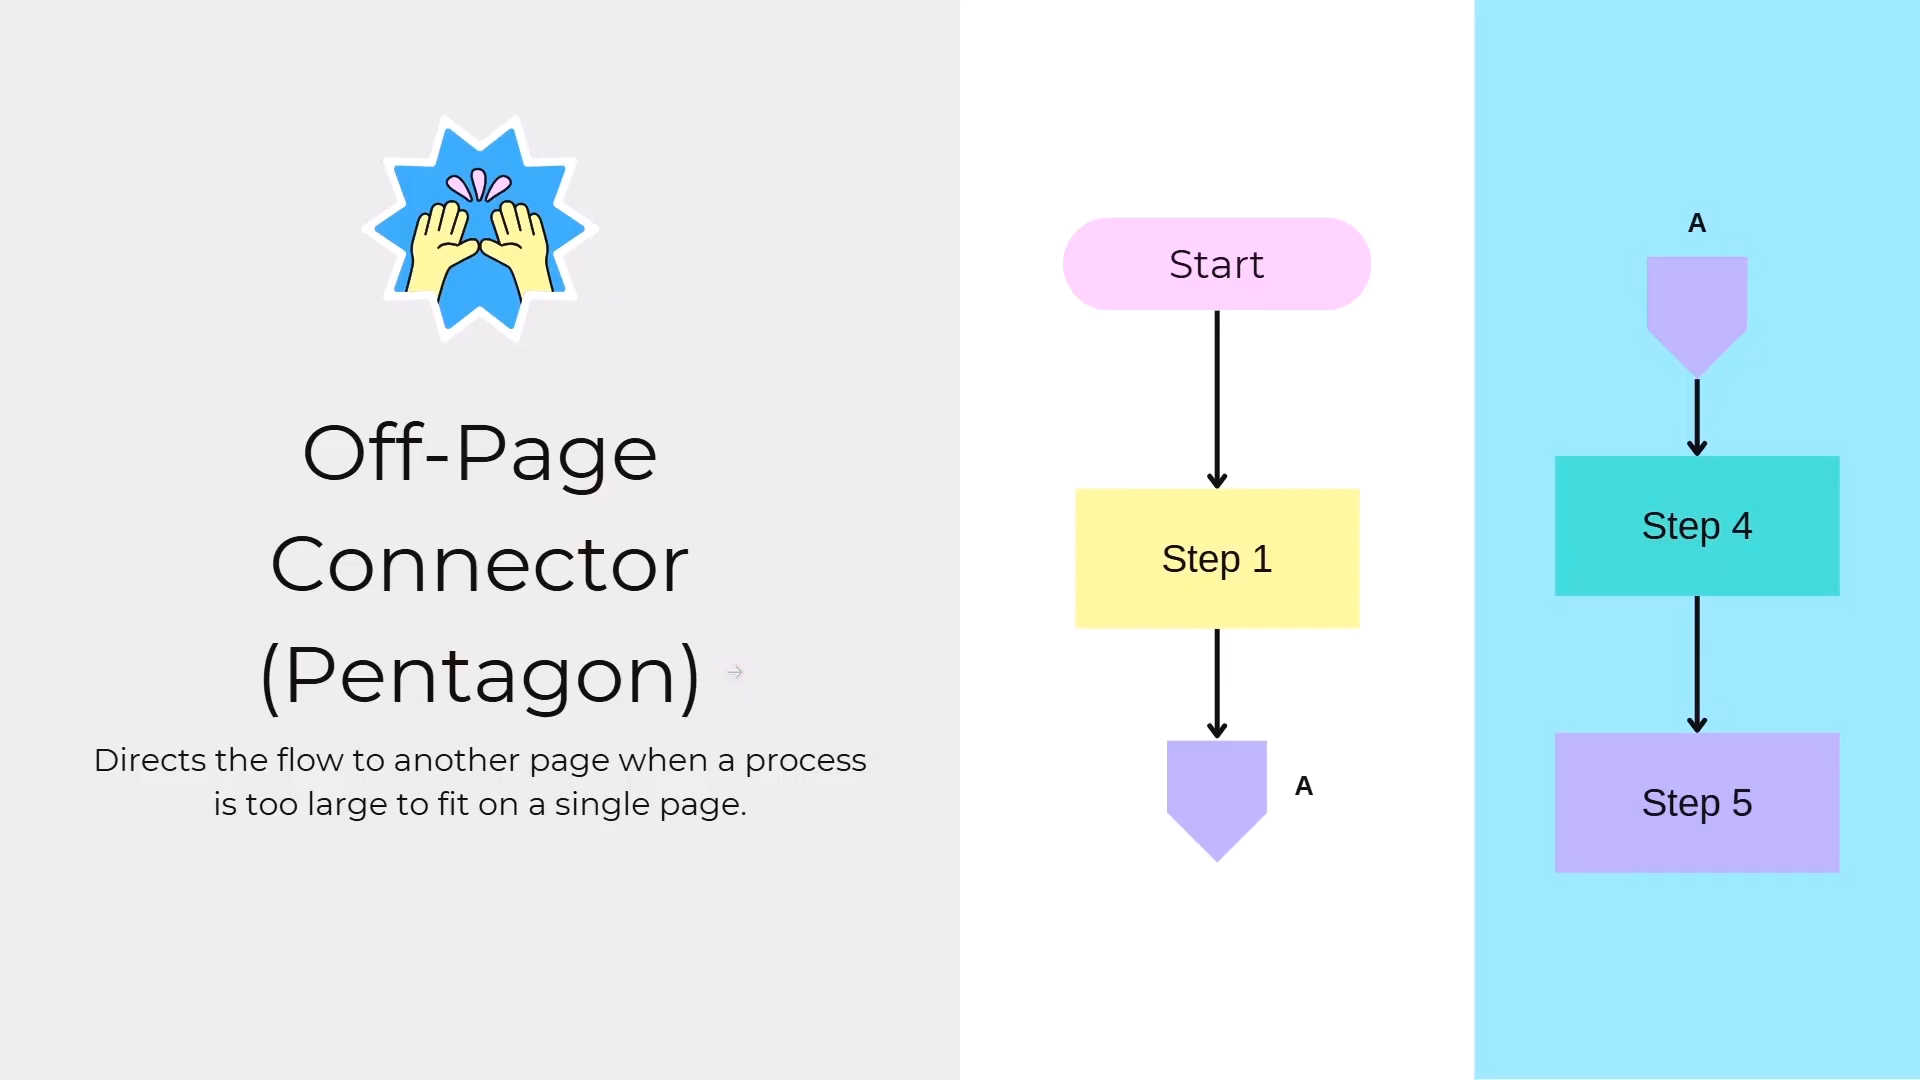 Off-Page
Connector
(Pentagon)
Directs the flow to another page when a process
is too large to fit on a single page.
Start
Step 1
A
A
Step 4
Step 5